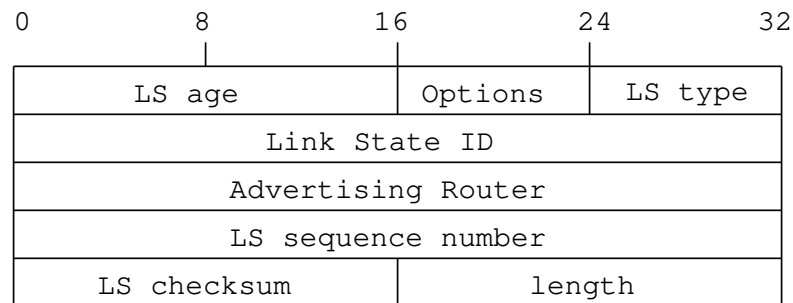 0 8 16 24 32
LS age Options LS type
Link State ID
Advertising Router
LS sequence number
LS checksum length